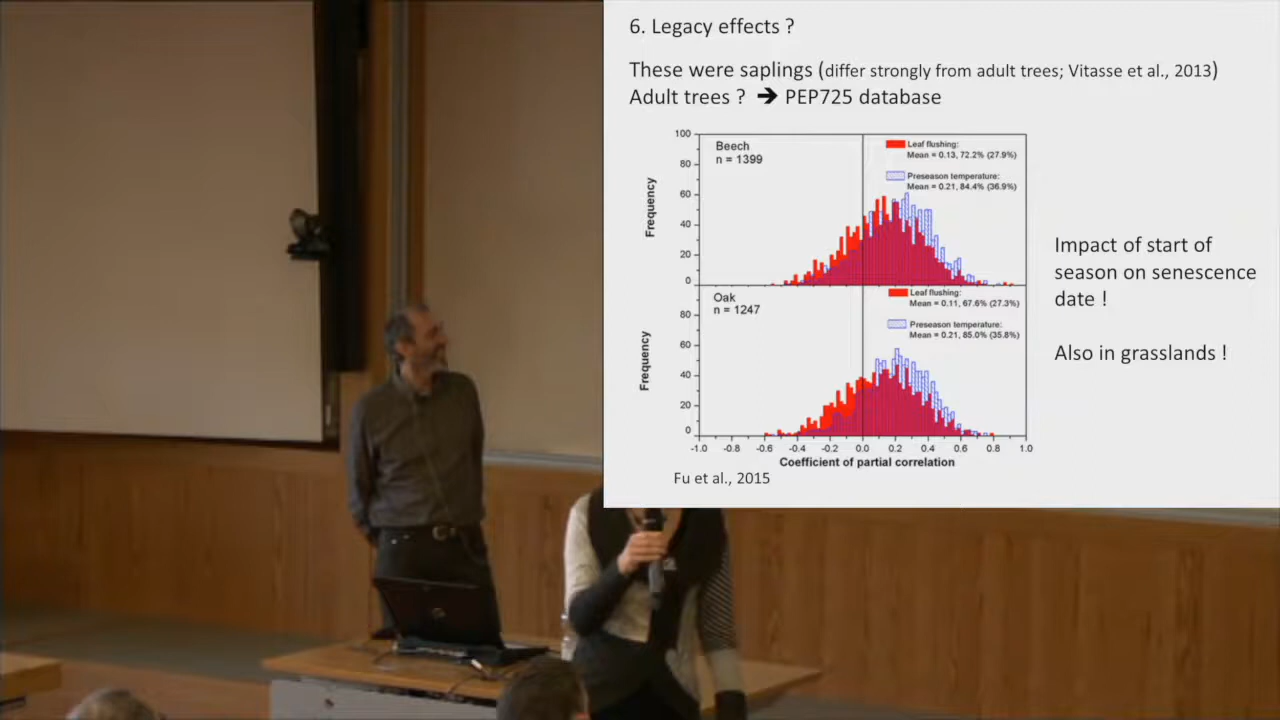 6. Legacy effects ?
These were saplings (differ strongly from adult trees; Vitasse et al., 2013)
Adult trees ? ➔ PEP725 database
100
80
60
40
20
0
Frequency
Beech
n = 1399
Leaf flushing:
Mean = 0.13, 72.2% (27.9%)
Preseason temperature:
Mean = 0.21, 84.4% (36.9%)
80
60
40
20
0
Frequency
Oak
n = 1247
Leaf flushing:
Mean = 0.11, 67.6% (27.3%)
Preseason temperature:
Mean = 0.21, 85.0% (35.8%)
-1.0 -0.8 -0.6 -0.4 -0.2 0.0 0.2 0.4 0.6 0.8 1.0
Coefficient of partial correlation
Fu et al., 2015
Impact of start of
season on senescence
date !
Also in grasslands !